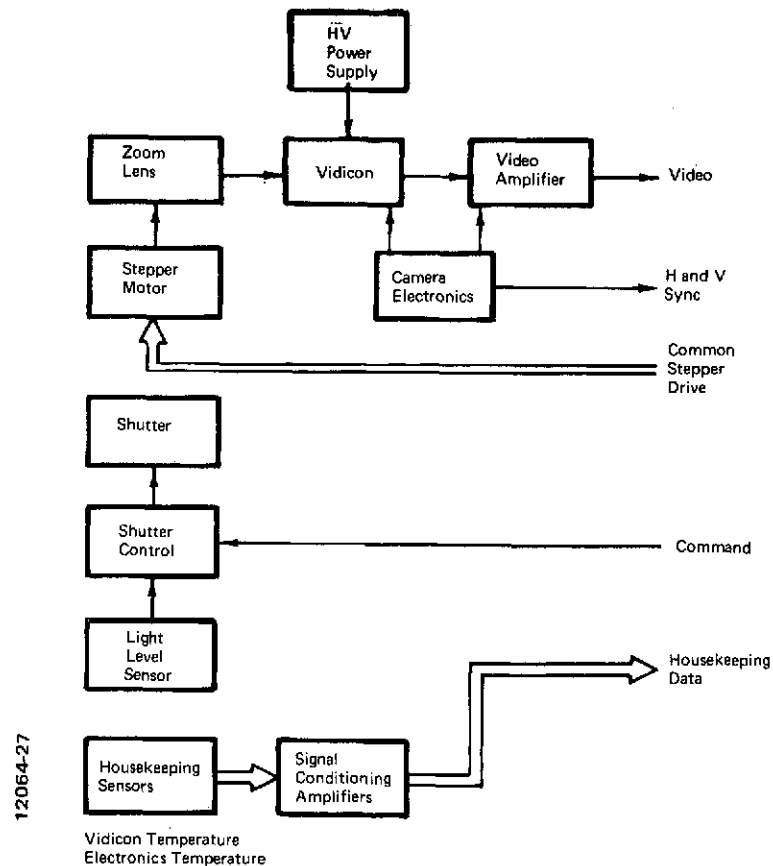 HV
Power
Supply
Zoom
Lens
Vidicon
Video
Amplifier
Video
Stepper
Motor
Camera
Electronics
H and V
Sync
Common
Stepper
Drive
Shutter
Shutter
Control
Command
Light
Level
Sensor
Housekeeping
Data
Housekeeping
Sensors
Signal
Conditioning
Amplifiers
Vidicon Temperature
Electronics Temperature
12064-27